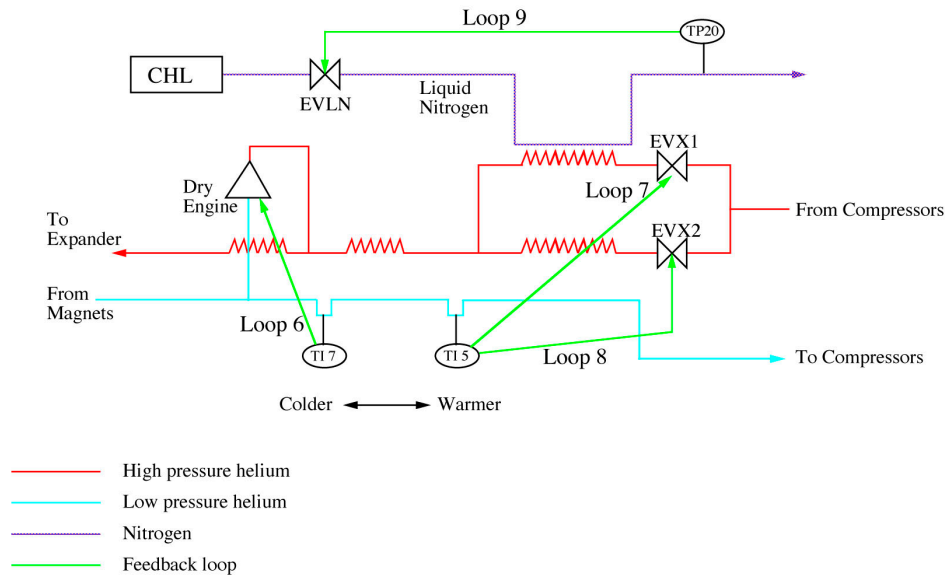 Loop 9
TP20
CHL
EVLN
Liquid
Nitrogen
EVX1
Dry
Engine
Loop 7
To
Expander
From Compressors
EVX2
From
Magnets
Loop 6
TI 7
TI 5
Loop 8
To Compressors
Colder
Warmer
High pressure helium
Low pressure helium
Nitrogen
Feedback loop